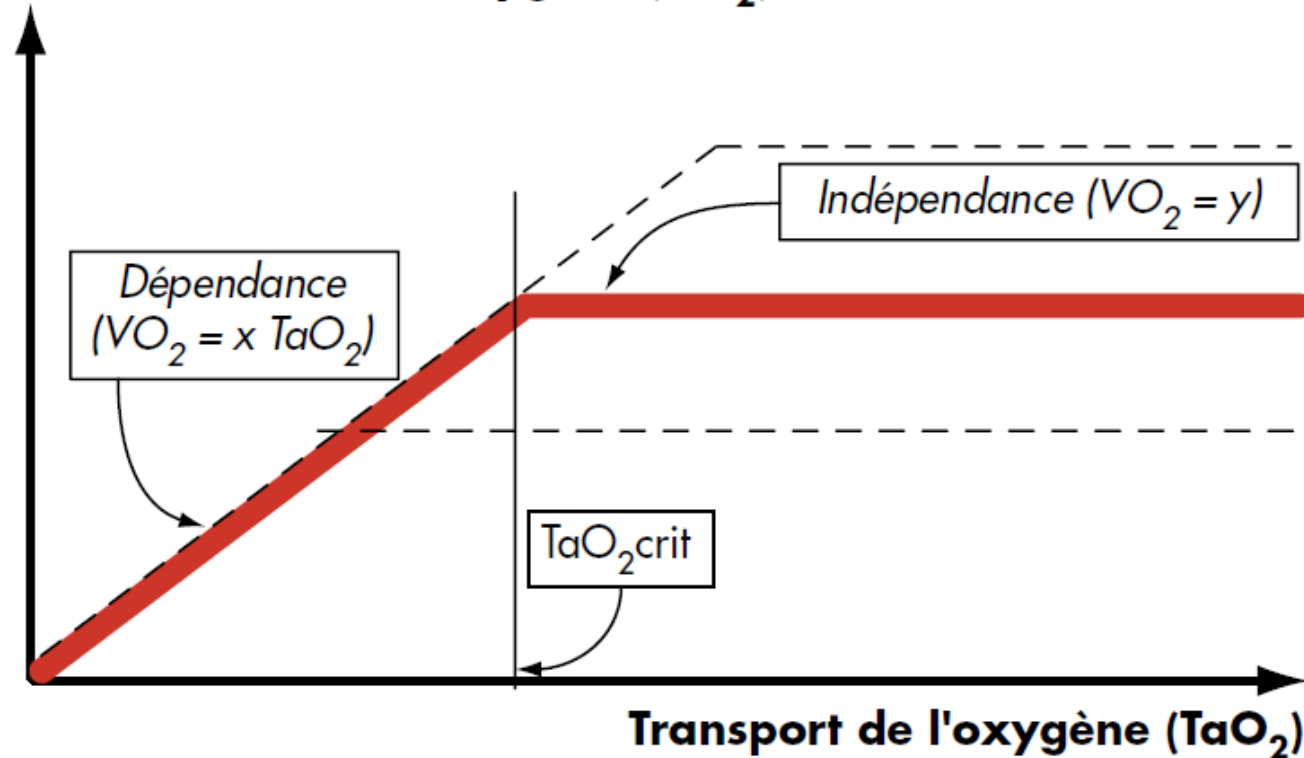 Indépendance (VO₂ = y)
Dépendance
(VO₂ = x TaO₂)
TaO₂crit
Transport de l'oxygène (TaO₂)